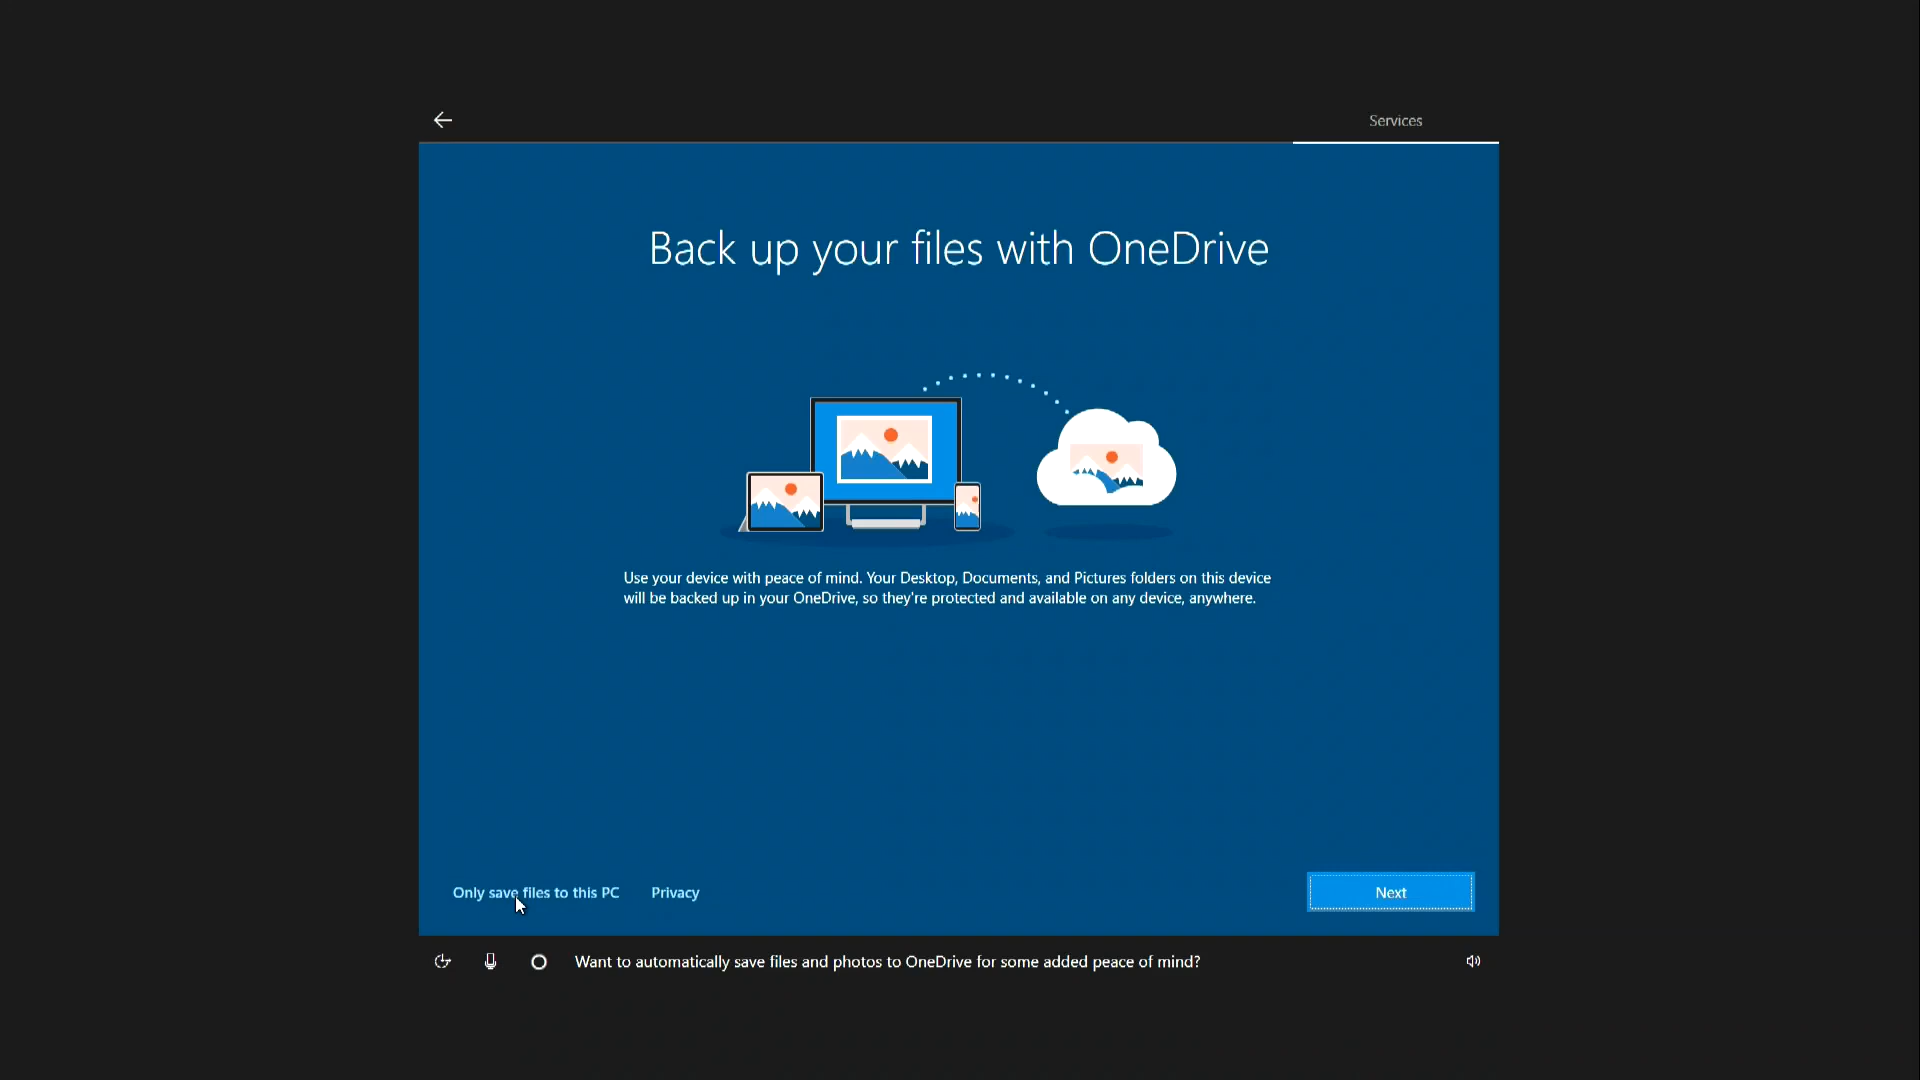 Services
Back up your files with OneDrive
Use your device with peace of mind. Your Desktop, Documents, and Pictures folders on this device
will be backed up in your OneDrive, so they're protected and available on any device, anywhere.
Only save files to this PC
Privacy
Next
Want to automatically save files and photos to OneDrive for some added peace of mind?